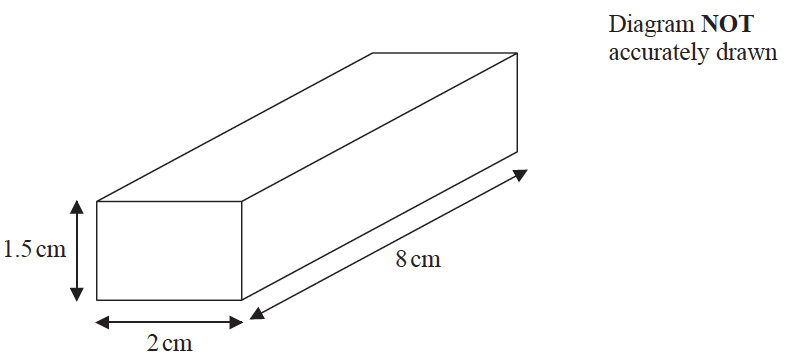 Diagram NOT
accurately drawn
1.5 cm
8 cm
2 cm